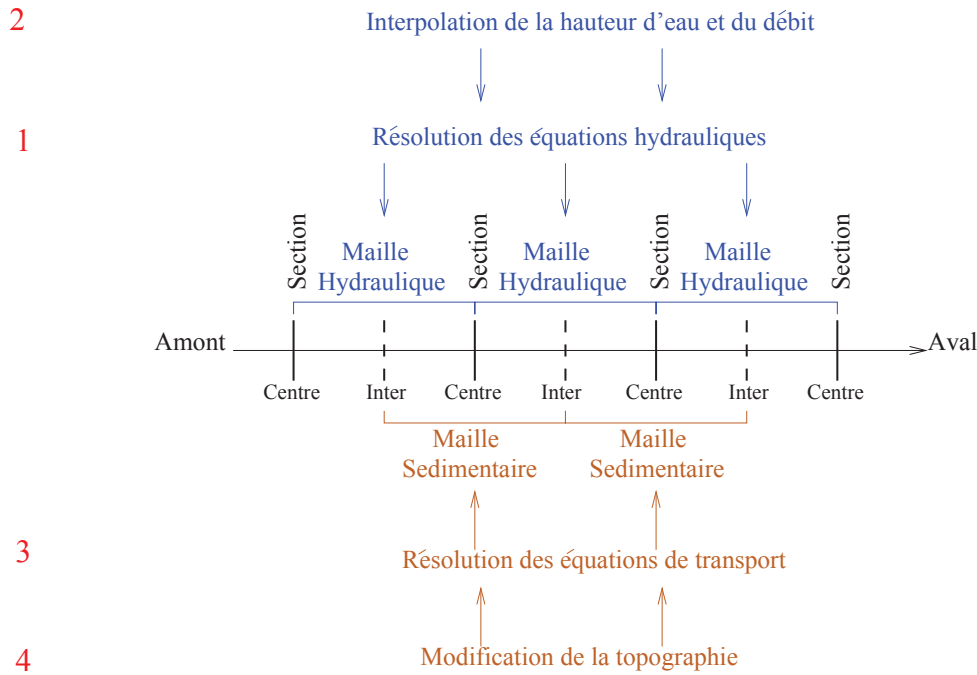 2
Interpolation de la hauteur d'eau et du débit
1
Résolution des équations hydrauliques
Section
Maille
Hydraulique
Section
Maille
Hydraulique
Section
Maille
Hydraulique
Section
Amont
Aval
Centre
Inter
Centre
Inter
Centre
Inter
Centre
Maille
Sedimentaire
Maille
Sedimentaire
3
Résolution des équations de transport
4
Modification de la topographie